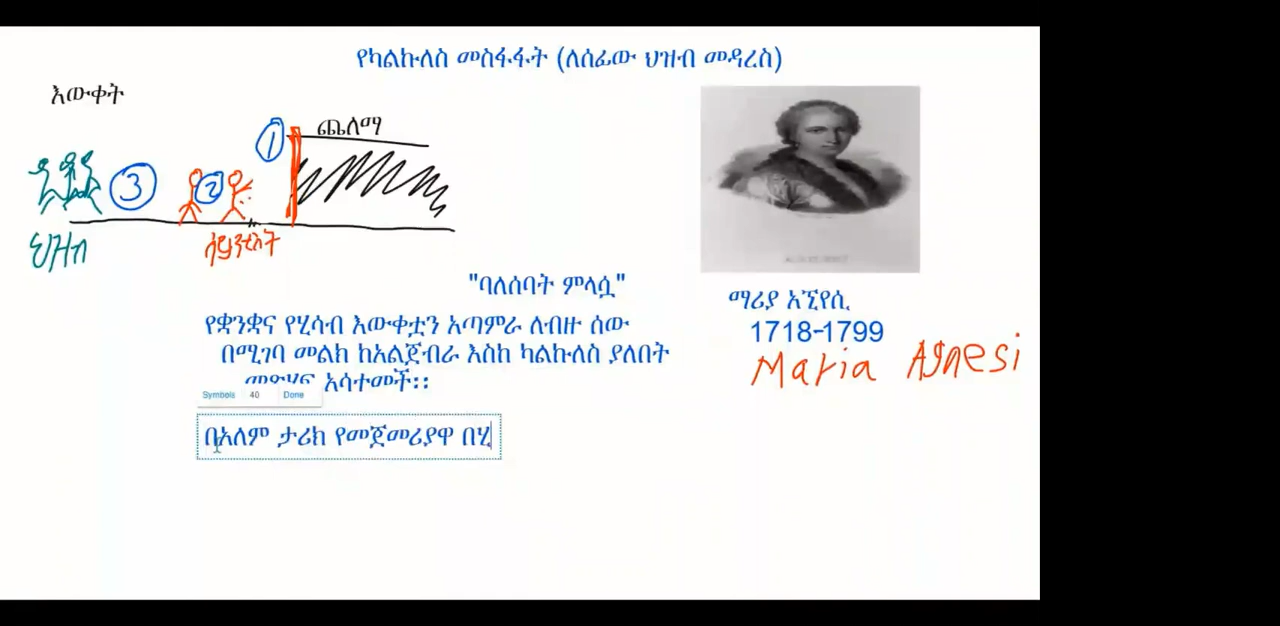 የካልኩለስ መስፋፋት (ለሰፊው ህዝብ መዳረስ)
እውቀት
1
ጨለማ
3
2
ህዝብ
ሳይንቲስት
"ባለሰባት ምላሷ"
ማሪያ አኚየሲ
1718-1799
Maria Agnesi
የቋንቋና የሂሳብ እውቀቷን አጣምራ ለብዙ ሰው
በሚገባ መልክ ከአልጀብራ እስከ ካልኩለስ ያለበት
መፅሃፍ አሳተመች፡፡
Symbols 40 Done
በአለም ታሪክ የመጀመሪያዋ በሂ